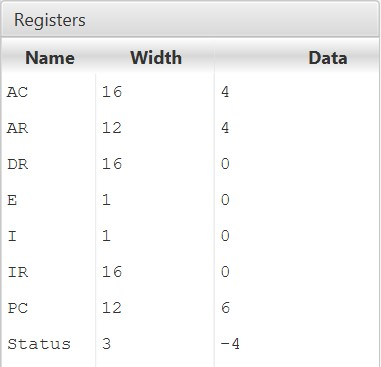 Registers
Name Width Data
AC 16 4
AR 12 4
DR 16 0
E 1 0
I 1 0
IR 16 0
PC 12 6
Status 3 -4